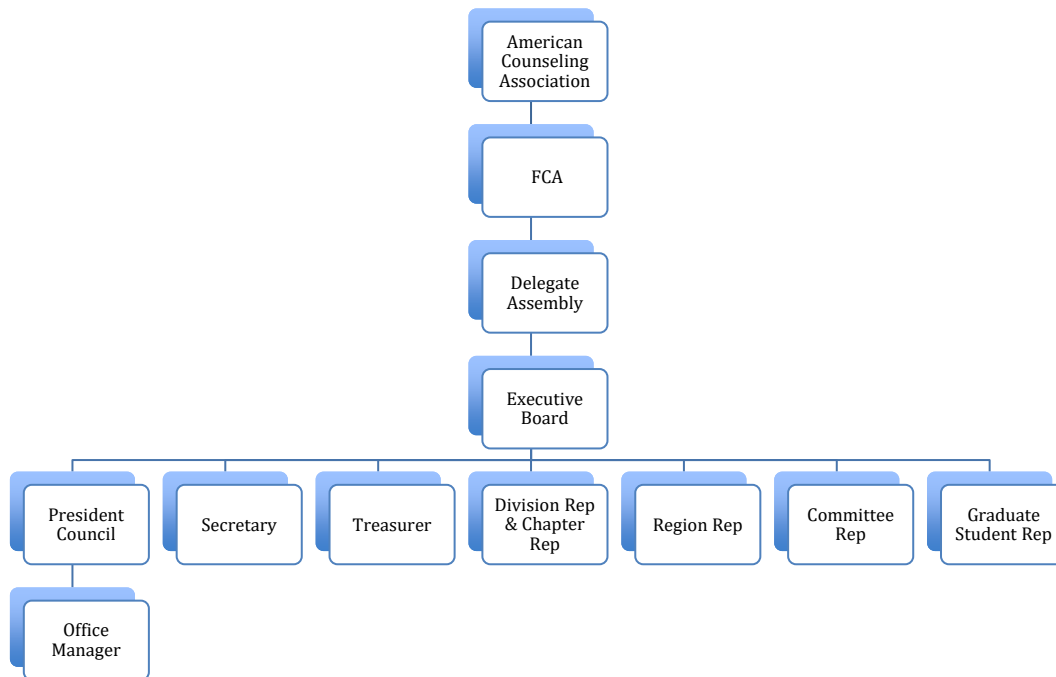 American
Counseling
Association
FCA
Delegate
Assembly
Executive
Board
President
Council
Secretary
Treasurer
Division Rep
& Chapter
Rep
Region Rep
Committee
Rep
Graduate
Student Rep
Office
Manager